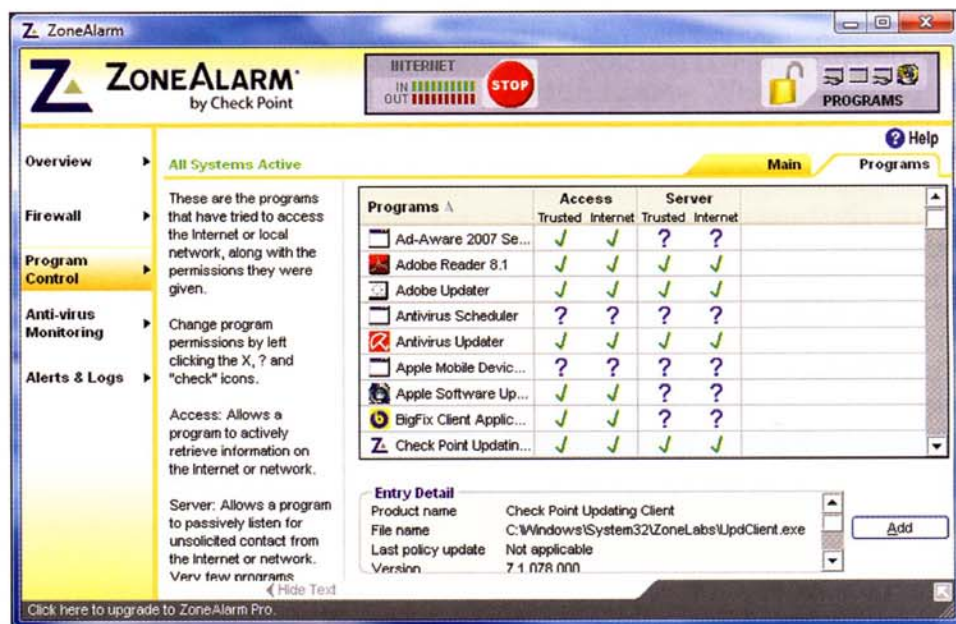 ZoneAlarm
ZONEALARM
by Check Point
INTERNET
IN
OUT
STOP
PROGRAMS
Help
Overview
Firewall
Program
Control
Anti-virus
Monitoring
Alerts & Logs
All Systems Active
Main
Programs
These are the programs
that have tried to access
the Internet or local
network, along with the
permissions they were
given.
Change program
permissions by left
clicking the X, ? and
"check" icons.
Access: Allows a
program to actively
retrieve information on
the Internet or network.
Server: Allows a program
to passively listen for
unsolicited contact from
the Internet or network.
Very few programs
Hide Text
Programs Access Server
Trusted Internet Trusted Internet
Ad-Aware 2007 Se... ✓ ✓ ? ?
Adobe Reader 8.1 ✓ ✓ ✓ ✓
Adobe Updater ✓ ✓ ✓ ✓
Antivirus Scheduler ? ? ? ?
Antivirus Updater ✓ ✓ ✓ ✓
Apple Mobile Devic... ? ? ? ?
Apple Software Up... ✓ ✓ ? ?
BigFix Client Applic... ✓ ✓ ? ?
Check Point Updatin... ✓ ✓ ✓ ✓
Entry Detail
Product name Check Point Updating Client
File name C:\Windows\System32\ZoneLabs\UpdClient.exe
Last policy update Not applicable
Version 7.1.078.000
Add
Click here to upgrade to ZoneAlarm Pro.